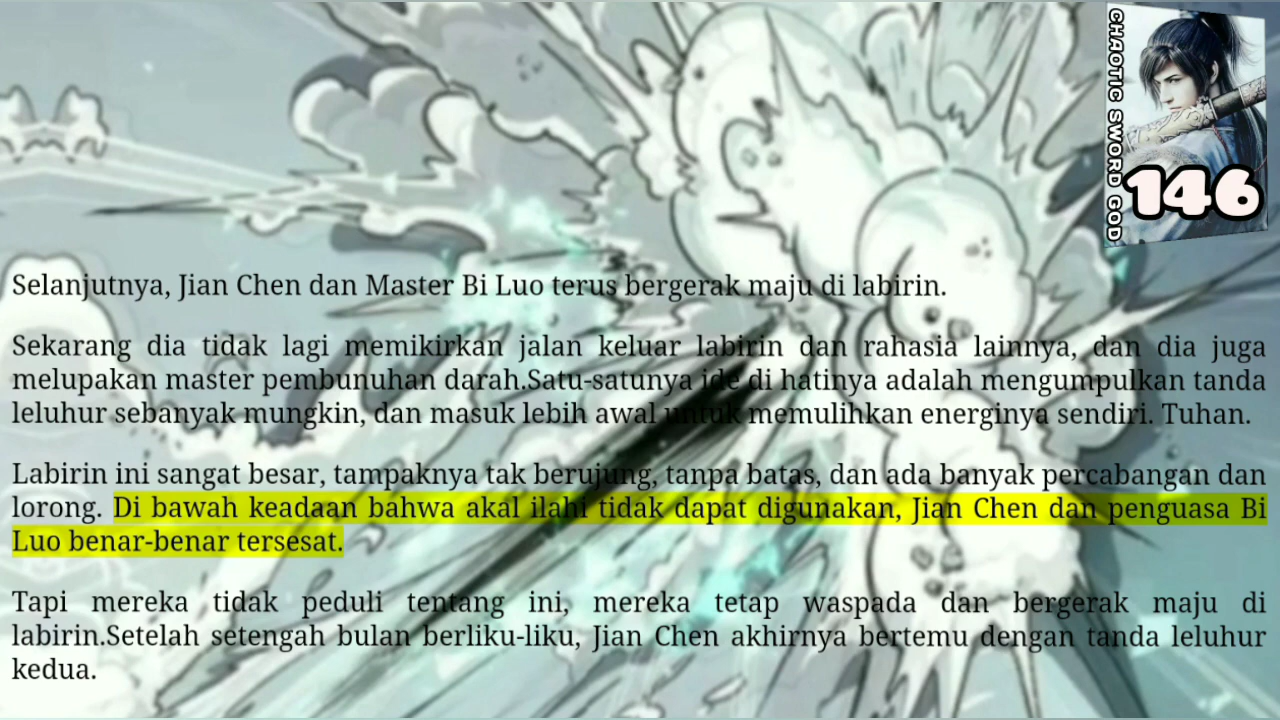 CHAOTIC SWORD GOD
146
Selanjutnya, Jian Chen dan Master Bi Luo terus bergerak maju di labirin.
Sekarang dia tidak lagi memikirkan jalan keluar labirin dan rahasia lainnya, dan dia juga
melupakan master pembunuhan darah.Satu-satunya ide di hatinya adalah mengumpulkan tanda
leluhur sebanyak mungkin, dan masuk lebih awal untuk memulihkan energinya sendiri. Tuhan.
Labirin ini sangat besar, tampaknya tak berujung, tanpa batas, dan ada banyak percabangan dan
lorong. Di bawah keadaan bahwa akal ilahi tidak dapat digunakan, Jian Chen dan penguasa Bi
Luo benar-benar tersesat.
Tapi mereka tidak peduli tentang ini, mereka tetap waspada dan bergerak maju di
labirin.Setelah setengah bulan berliku-liku, Jian Chen akhirnya bertemu dengan tanda leluhur
kedua.